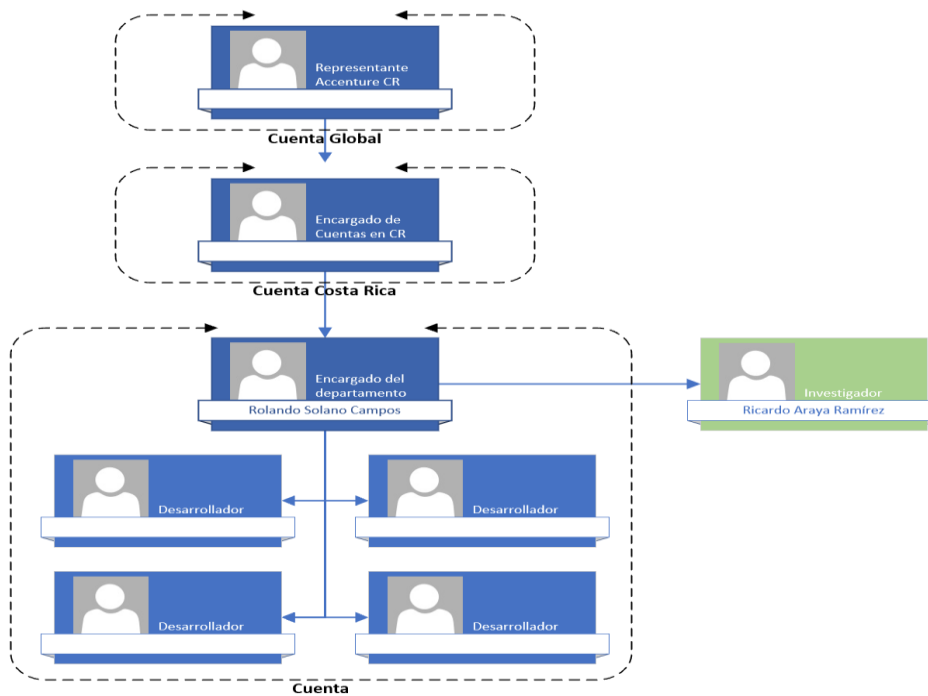 Representante
Accenture CR
Cuenta Global
Encargado de
Cuentas en CR
Cuenta Costa Rica
Encargado del
departamento
Rolando Solano Campos
Investigador
Ricardo Araya Ramírez
Desarrollador
Desarrollador
Desarrollador
Desarrollador
Cuenta